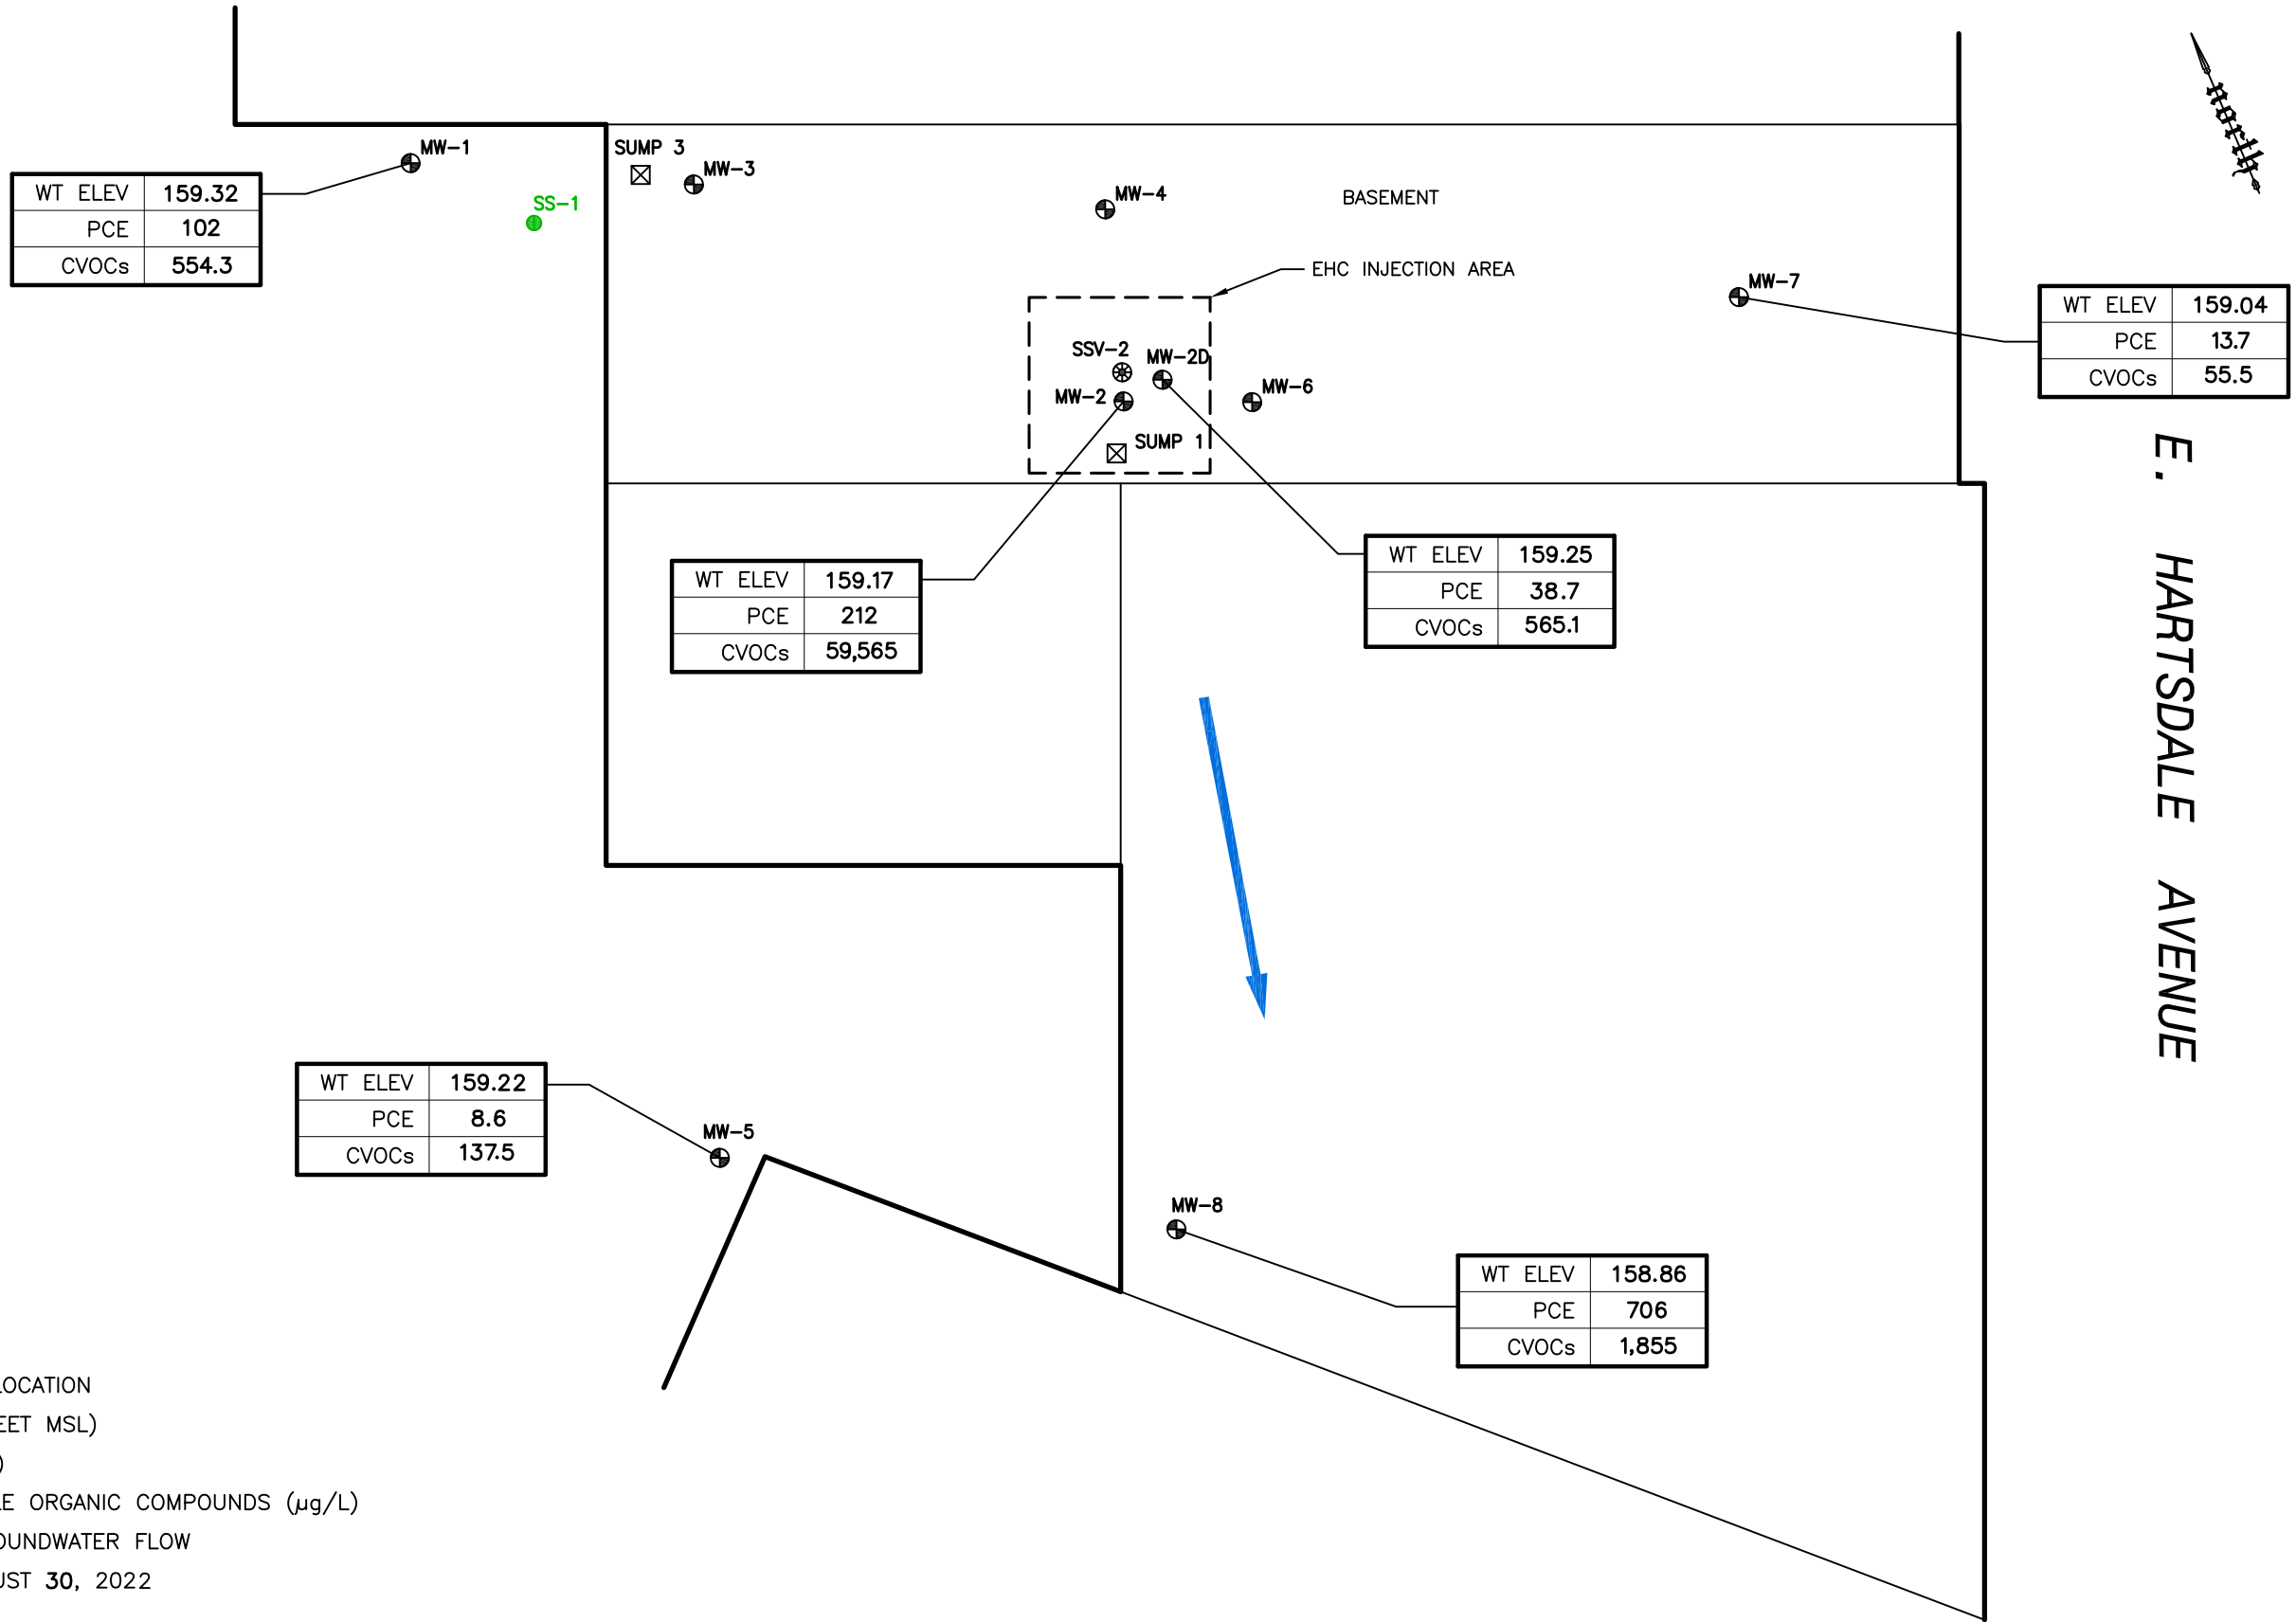 north
MW-1
SUMP 3
MW-3
SS-1
MW-4
BASEMENT
WT ELEV 159.32
PCE 102
CVOCs 554.3
EHC INJECTION AREA
MW-7
WT ELEV 159.04
PCE 13.7
CVOCs 55.5
SSV-2
MW-2D
MW-2
MW-6
SUMP 1
E. HARTSDALE AVENUE
WT ELEV 159.25
PCE 38.7
CVOCs 565.1
WT ELEV 159.17
PCE 212
CVOCs 59,565
WT ELEV 159.22
PCE 8.6
CVOCs 137.5
MW-5
MW-8
WT ELEV 158.86
PCE 706
CVOCs 1,855
LOCATION
EET MSL)
)
LE ORGANIC COMPOUNDS (µg/L)
OUNDWATER FLOW
UST 30, 2022